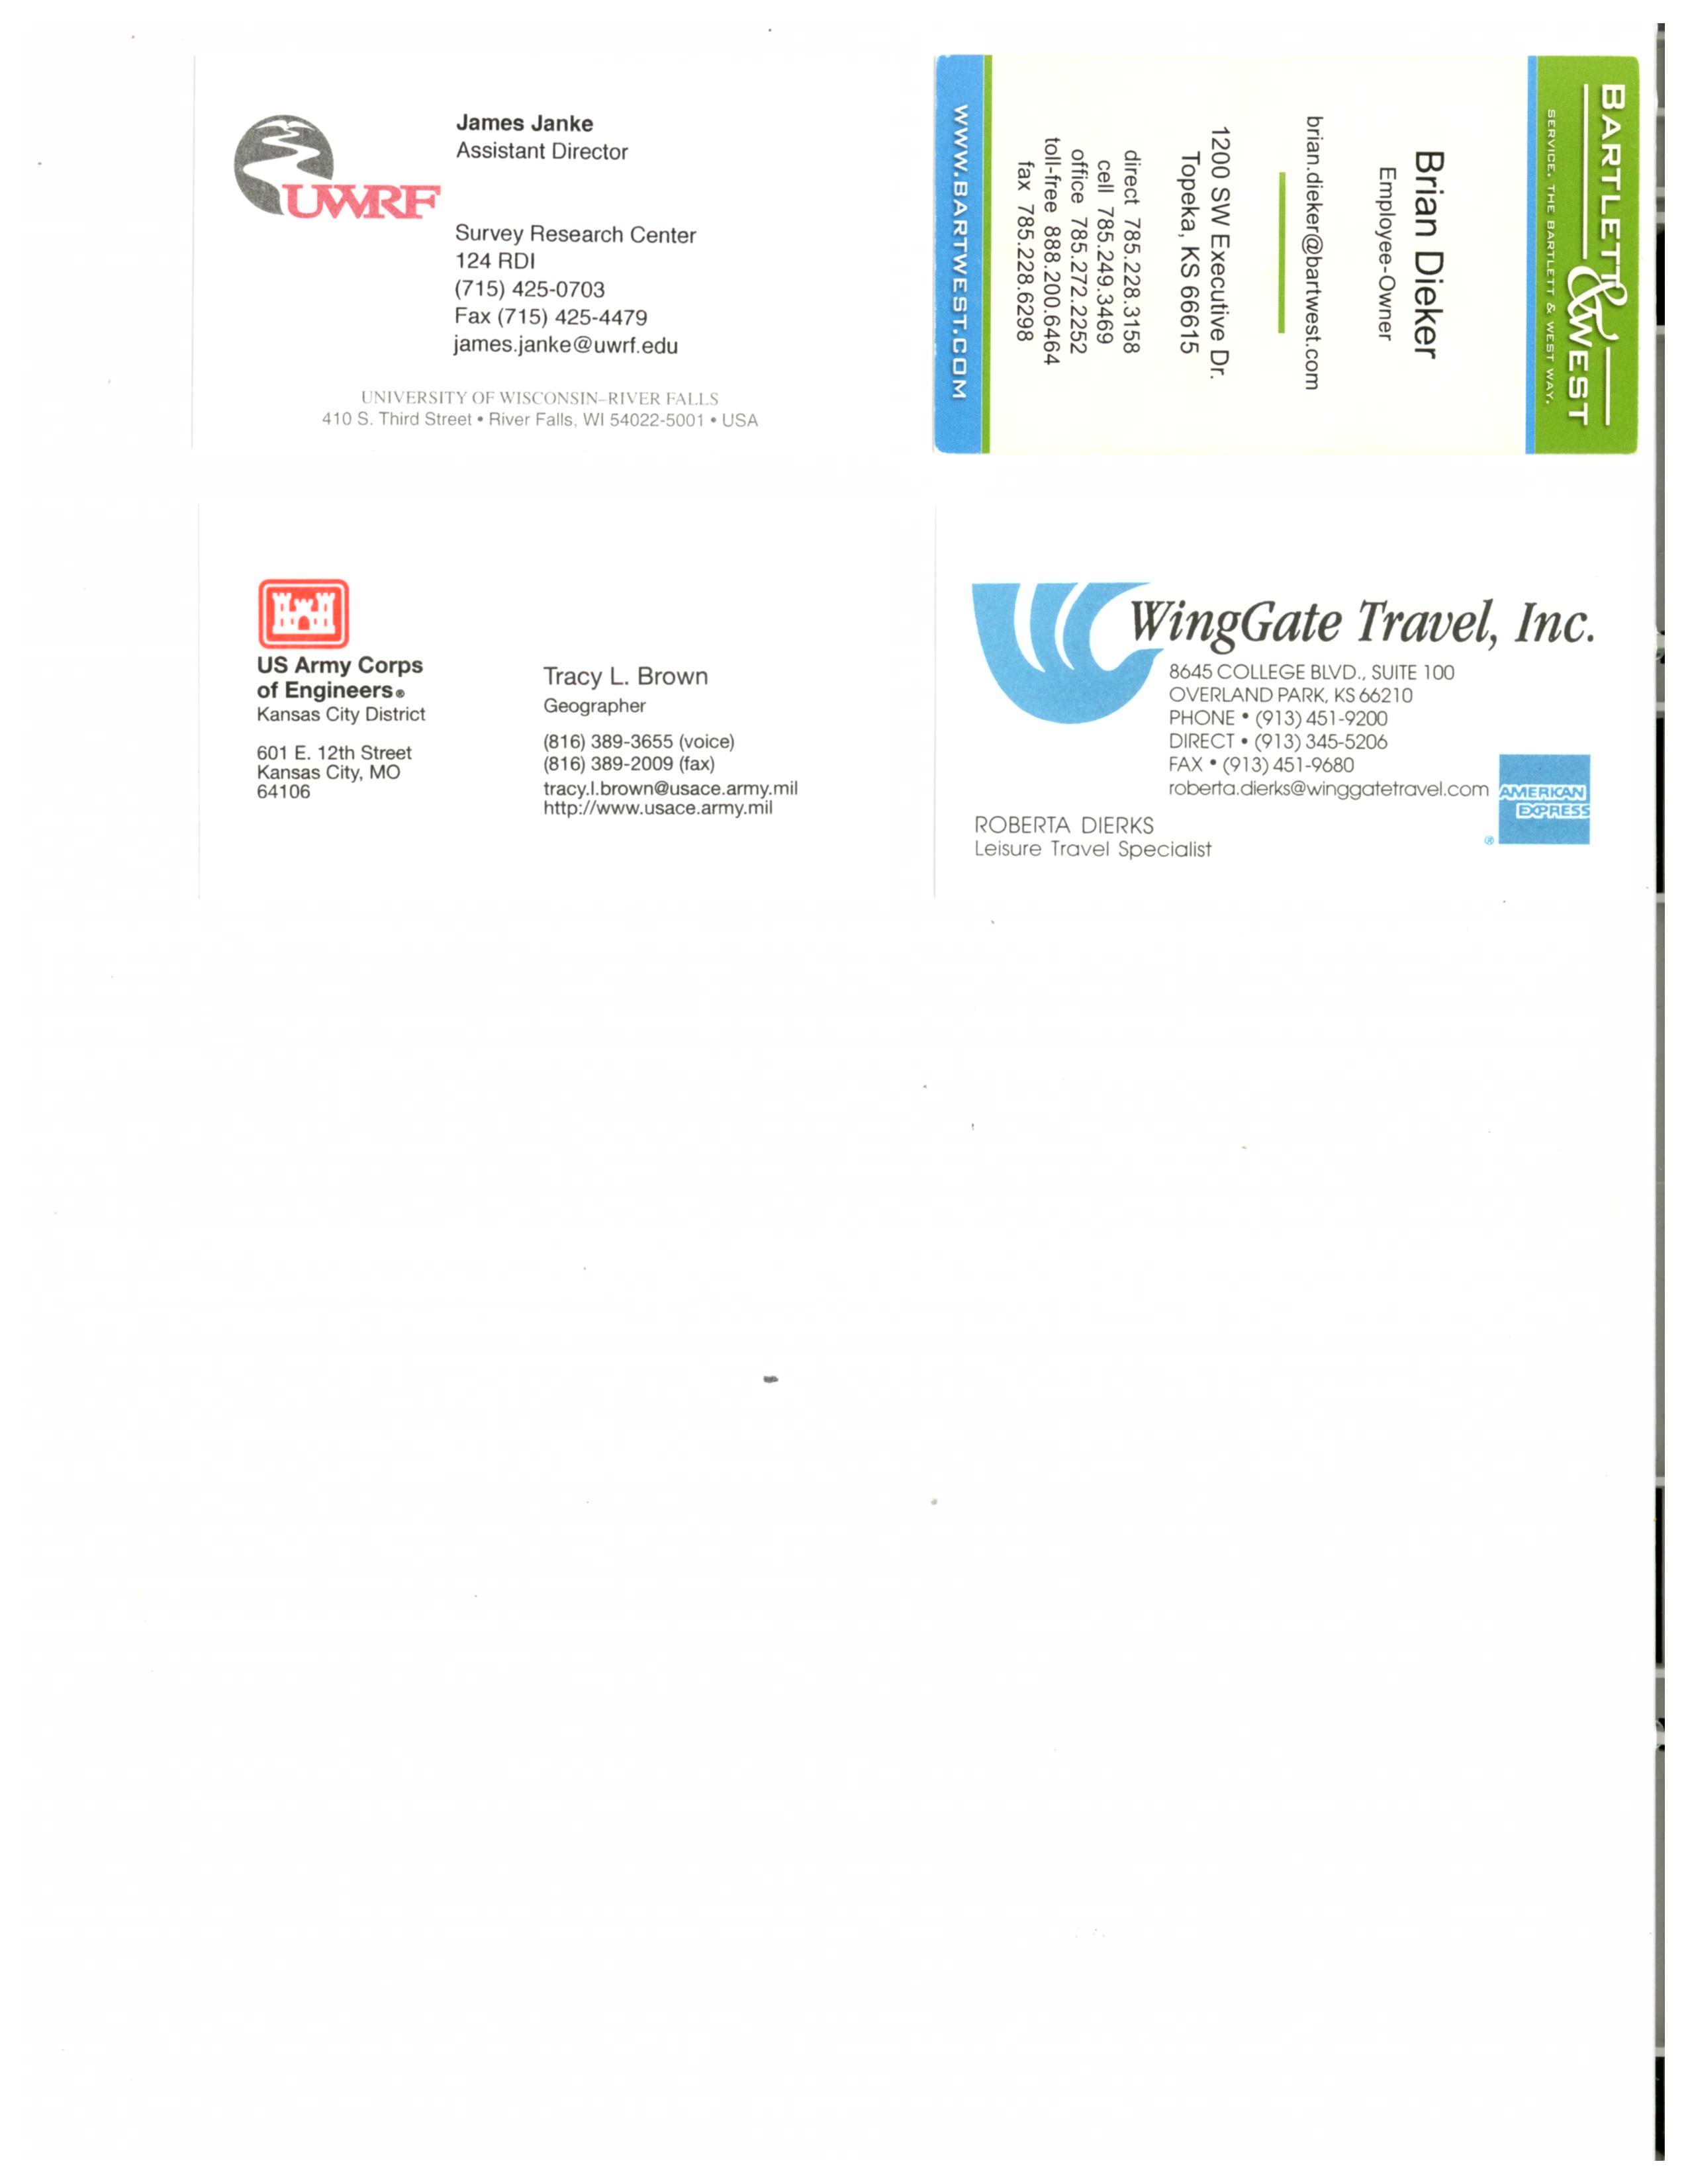 UWRF
James Janke
Assistant Director
Survey Research Center
124 RDI
(715) 425-0703
Fax (715) 425-4479
james.janke@uwrf.edu
UNIVERSITY OF WISCONSIN–RIVER FALLS
410 S. Third Street • River Falls, WI 54022-5001 • USA
BARTLETT & WEST
SERVICE. THE BARTLETT & WEST WAY.
Brian Dieker
Employee-Owner
brian.dieker@bartwest.com
1200 SW Executive Dr.
Topeka, KS 66615
direct 785.228.3158
cell 785.249.3469
office 785.272.2252
toll-free 888.200.6464
fax 785.228.6298
WWW.BARTWEST.COM
US Army Corps
of Engineers®
Kansas City District
601 E. 12th Street
Kansas City, MO
64106
Tracy L. Brown
Geographer
(816) 389-3655 (voice)
(816) 389-2009 (fax)
tracy.l.brown@usace.army.mil
http://www.usace.army.mil
WingGate Travel, Inc.
8645 COLLEGE BLVD., SUITE 100
OVERLAND PARK, KS 66210
PHONE • (913) 451-9200
DIRECT • (913) 345-5206
FAX • (913) 451-9680
roberta.dierks@winggatetravel.com
AMERICAN
EXPRESS
®
ROBERTA DIERKS
Leisure Travel Specialist